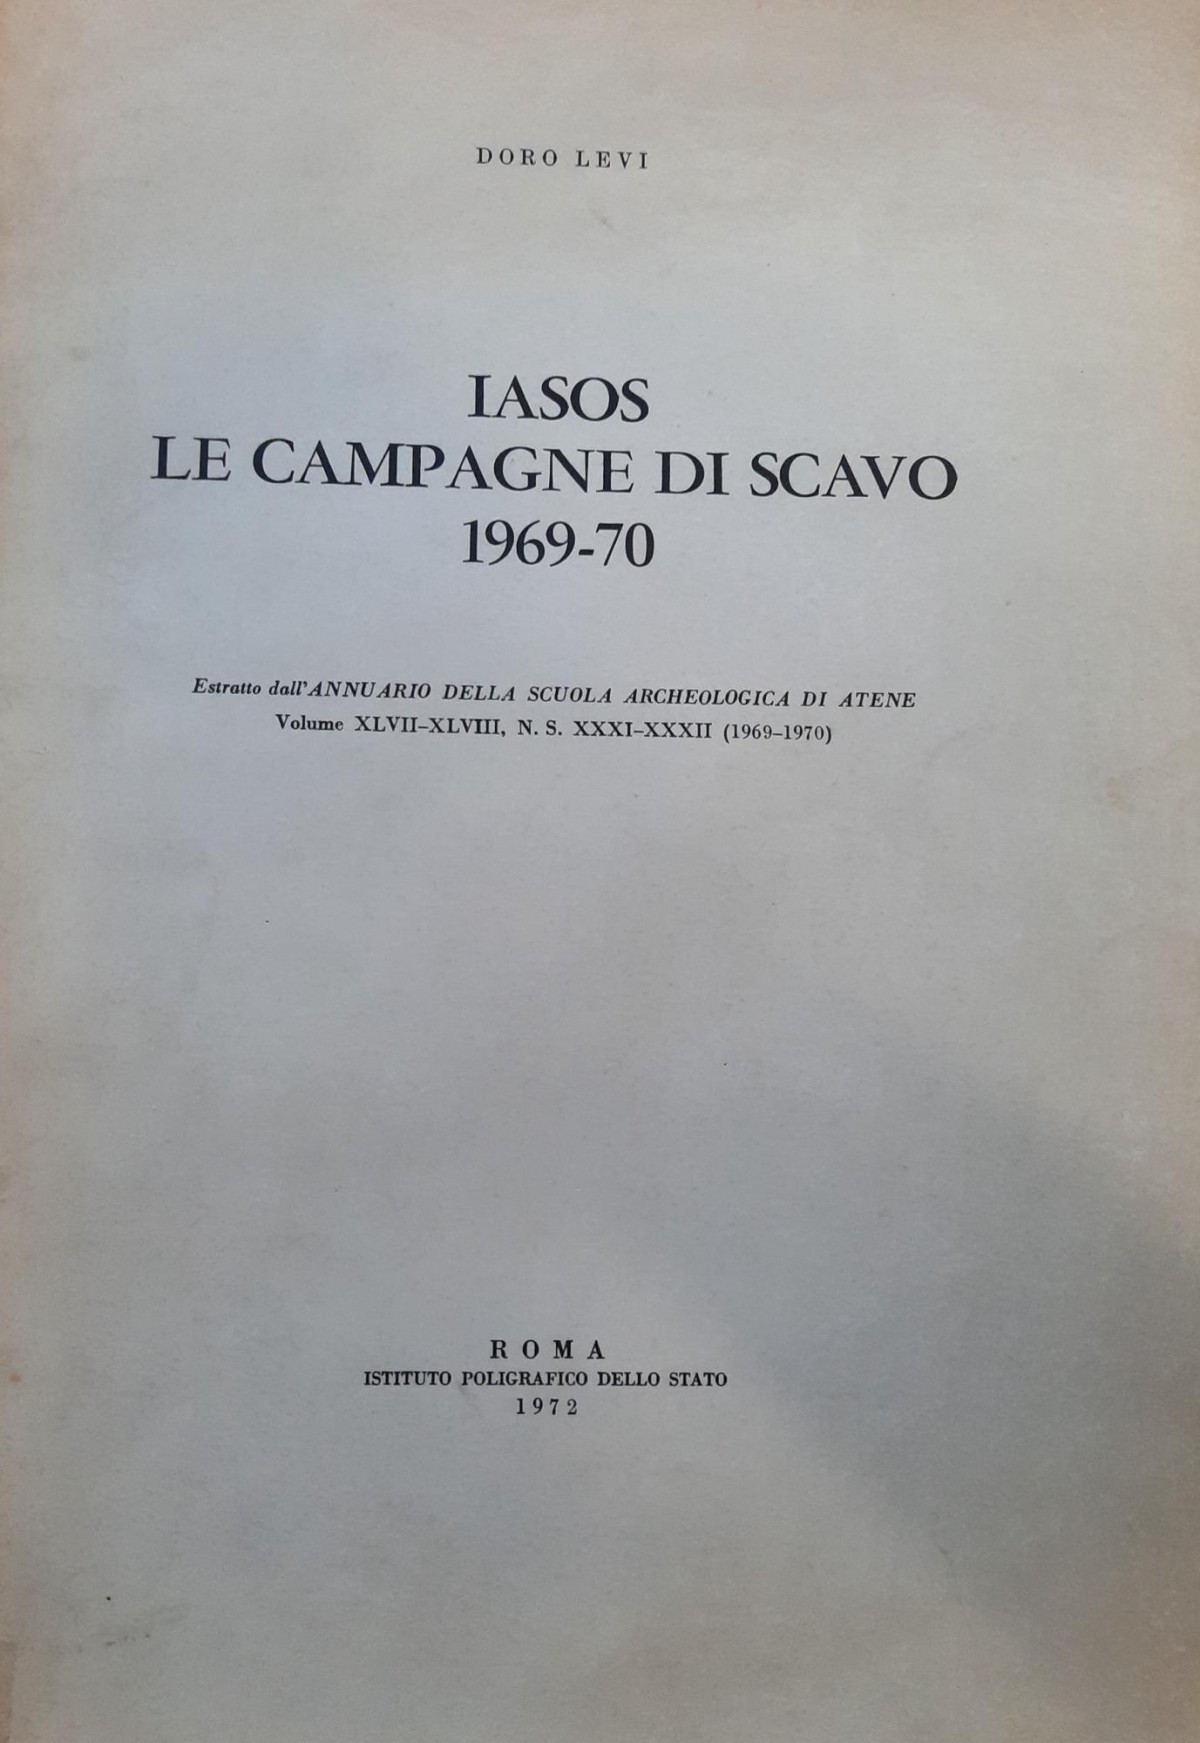 DORO LEVI
IASOS
LE CAMPAGNE DI SCAVO
1969-70
Estratto dall'ANNUARIO DELLA SCUOLA ARCHEOLOGICA DI ATENE
Volume XLVII–XLVIII, N. S. XXXI–XXXII (1969–1970)
ROMA
ISTITUTO POLIGRAFICO DELLO STATO
1972